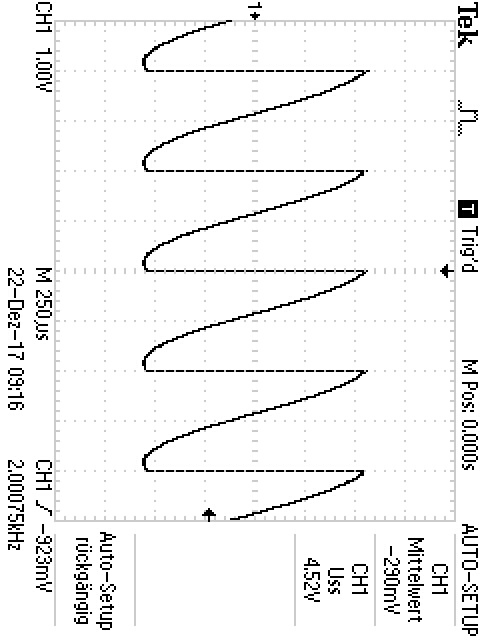 Tek T Trig'd M Pos: 0.000s AUTO-SETUP
CH1
Mittelwert
-290mV
CH1
Uss
4.52V
1
Auto-Setup
rückgängig
CH1 1.00V M 250µs CH1 -923mV
22-Dez-17 09:16 2.00075kHz